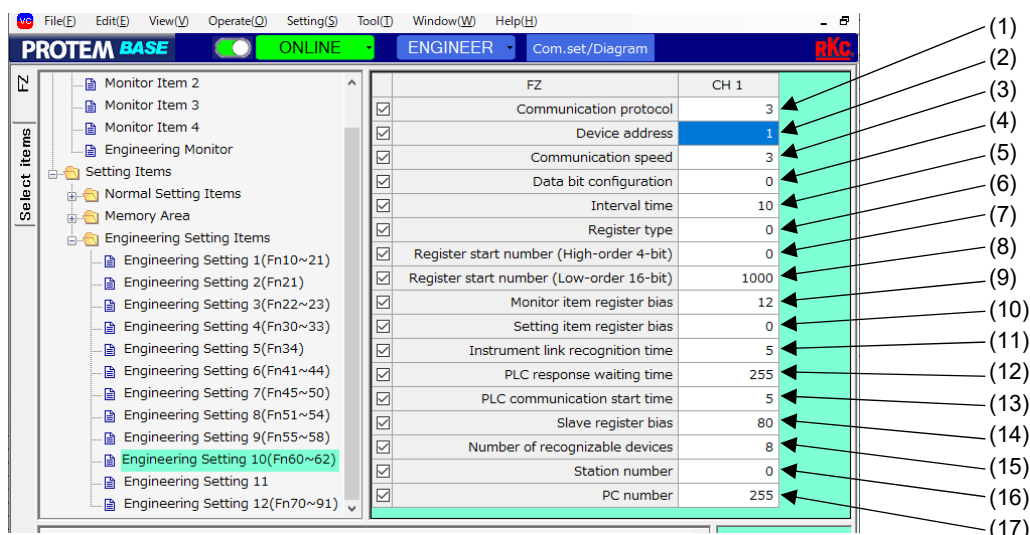 VC File(F) Edit(E) View(V) Operate(O) Setting(S) Tool(T) Window(W) Help(H)
PROTEM BASE ONLINE ENGINEER Com.set/Diagram RKC
FZ
Select items
Monitor Item 2
Monitor Item 3
Monitor Item 4
Engineering Monitor
Setting Items
Normal Setting Items
Memory Area
Engineering Setting Items
Engineering Setting 1(Fn10~21)
Engineering Setting 2(Fn21)
Engineering Setting 3(Fn22~23)
Engineering Setting 4(Fn30~33)
Engineering Setting 5(Fn34)
Engineering Setting 6(Fn41~44)
Engineering Setting 7(Fn45~50)
Engineering Setting 8(Fn51~54)
Engineering Setting 9(Fn55~58)
Engineering Setting 10(Fn60~62)
Engineering Setting 11
Engineering Setting 12(Fn70~91)
FZ CH 1
Communication protocol 3
Device address 1
Communication speed 3
Data bit configuration 0
Interval time 10
Register type 0
Register start number (High-order 4-bit) 0
Register start number (Low-order 16-bit) 1000
Monitor item register bias 12
Setting item register bias 0
Instrument link recognition time 5
PLC response waiting time 255
PLC communication start time 5
Slave register bias 80
Number of recognizable devices 8
Station number 0
PC number 255
(1)
(2)
(3)
(4)
(5)
(6)
(7)
(8)
(9)
(10)
(11)
(12)
(13)
(14)
(15)
(16)
(17)